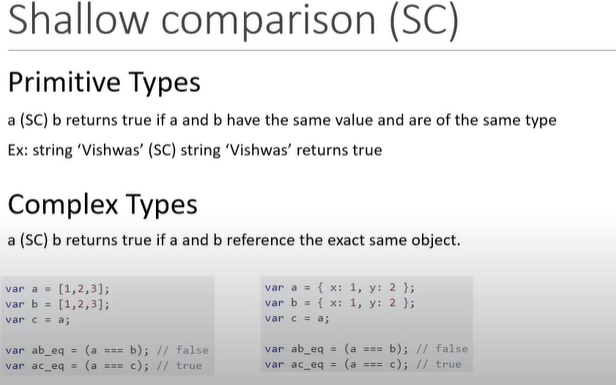 Shallow comparison (SC)
Primitive Types
a (SC) b returns true if a and b have the same value and are of the same type
Ex: string ‘Vishwas’ (SC) string ‘Vishwas’ returns true
Complex Types
a (SC) b returns true if a and b reference the exact same object.
var a = [1,2,3];
var b = [1,2,3];
var c = a;
var ab_eq = (a === b); // false
var ac_eq = (a === c); // true
var a = { x: 1, y: 2 };
var b = { x: 1, y: 2 };
var c = a;
var ab_eq = (a === b); // false
var ac_eq = (a === c); // true